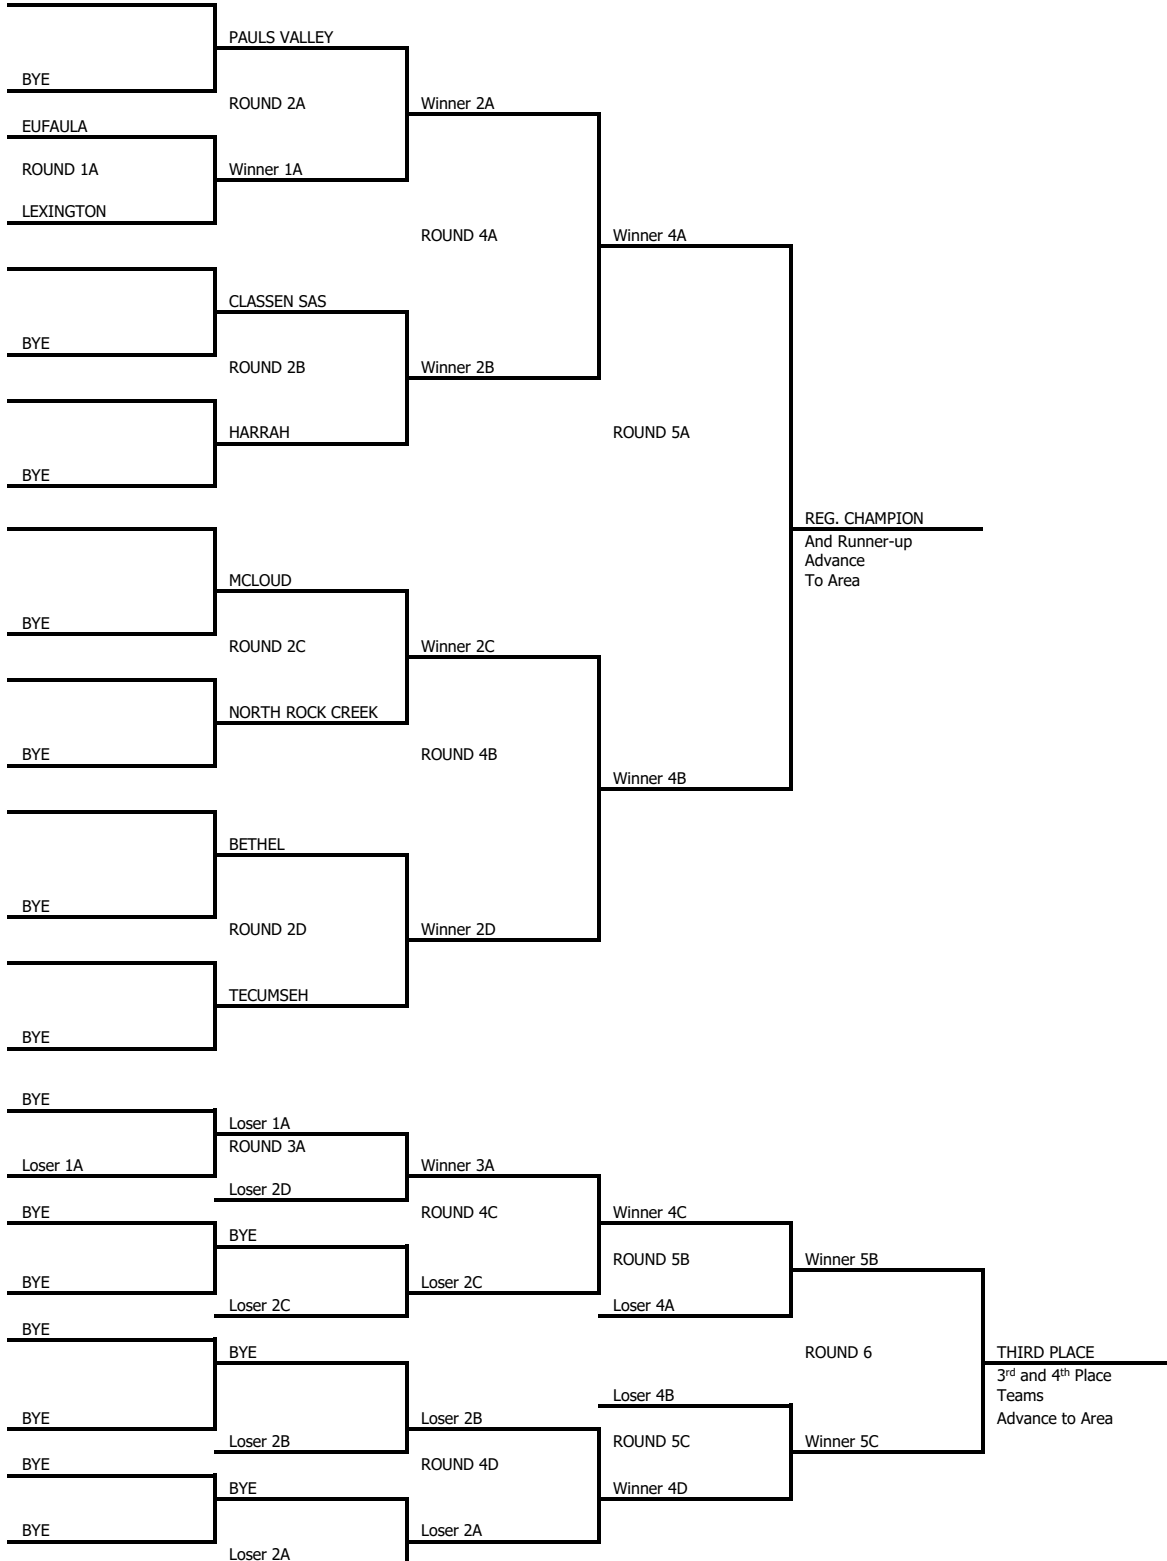 PAULS VALLEY
BYE
ROUND 2A
Winner 2A
EUFAULA
ROUND 1A
Winner 1A
LEXINGTON
ROUND 4A
Winner 4A
CLASSEN SAS
BYE
ROUND 2B
Winner 2B
HARRAH
ROUND 5A
BYE
REG. CHAMPION
And Runner-up
Advance
To Area
MCLOUD
BYE
ROUND 2C
Winner 2C
NORTH ROCK CREEK
BYE
ROUND 4B
Winner 4B
BETHEL
BYE
ROUND 2D
Winner 2D
TECUMSEH
BYE
BYE
Loser 1A
ROUND 3A
Loser 1A
Winner 3A
Loser 2D
BYE
ROUND 4C
Winner 4C
BYE
ROUND 5B
Winner 5B
BYE
Loser 2C
Loser 2C
Loser 4A
BYE
BYE
ROUND 6
THIRD PLACE
3rd and 4th Place
Teams
Advance to Area
Loser 4B
BYE
Loser 2B
Loser 2B
ROUND 5C
Winner 5C
BYE
ROUND 4D
BYE
Winner 4D
BYE
Loser 2A
Loser 2A